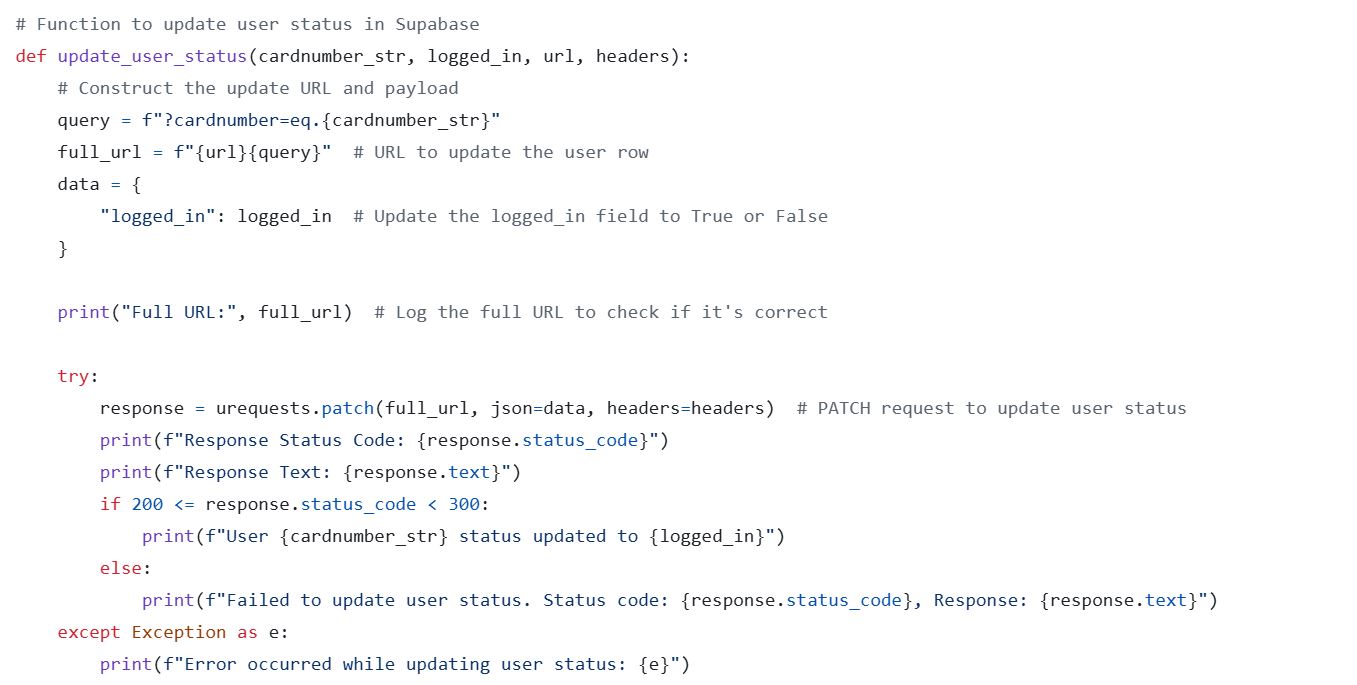 # Function to update user status in Supabase
def update_user_status(cardnumber_str, logged_in, url, headers):
    # Construct the update URL and payload
    query = f"?cardnumber=eq.{cardnumber_str}"
    full_url = f"{url}{query}"  # URL to update the user row
    data = {
        "logged_in": logged_in  # Update the logged_in field to True or False
    }

    print("Full URL:", full_url)  # Log the full URL to check if it's correct

    try:
        response = urequests.patch(full_url, json=data, headers=headers)  # PATCH request to update user status
        print(f"Response Status Code: {response.status_code}")
        print(f"Response Text: {response.text}")
        if 200 <= response.status_code < 300:
            print(f"User {cardnumber_str} status updated to {logged_in}")
        else:
            print(f"Failed to update user status. Status code: {response.status_code}, Response: {response.text}")
    except Exception as e:
        print(f"Error occurred while updating user status: {e}")